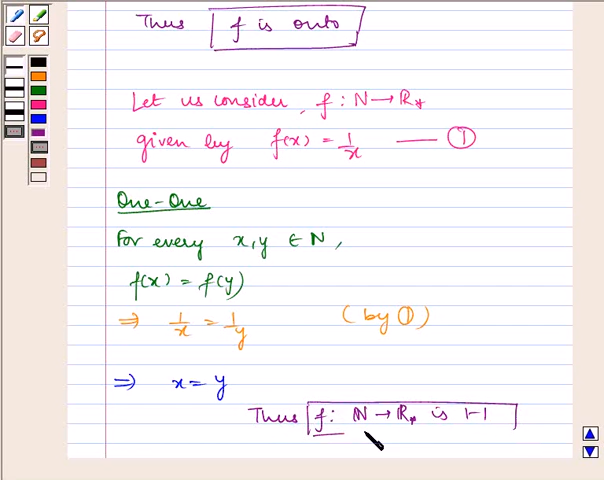 Thus f is onto
Let us consider, f : N → R*
given by f(x) = 1/x —— ①
One-One
For every x, y ∈ N,
f(x) = f(y)
⇒ 1/x = 1/y (by ①)
⇒ x = y
Thus f : N → R* is 1-1